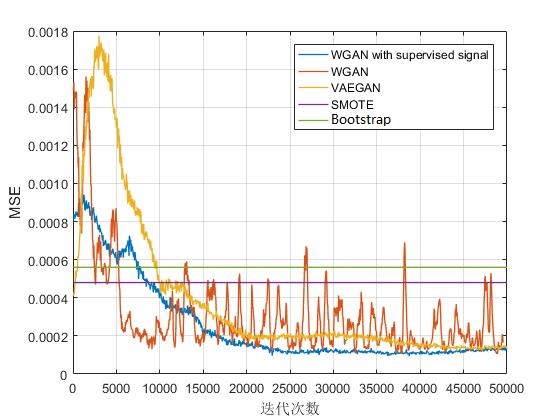 0.0018
0.0016
0.0014
0.0012
0.0010
0.0008
0.0006
0.0004
0.0002
0
MSE
WGAN with supervised signal
WGAN
VAEGAN
SMOTE
Bootstrap
0 5000 10000 15000 20000 25000 30000 35000 40000 45000 50000
迭代次数